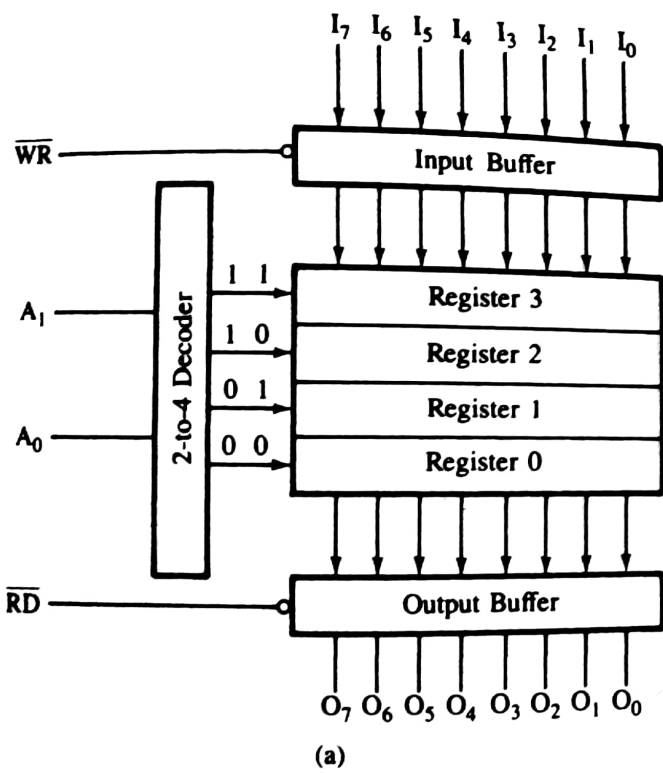 I₇ I₆ I₅ I₄ I₃ I₂ I₁ I₀
W̅R̅
Input Buffer
2-to-4 Decoder
A₁
A₀
1 1
1 0
0 1
0 0
Register 3
Register 2
Register 1
Register 0
R̅D̅
Output Buffer
O₇ O₆ O₅ O₄ O₃ O₂ O₁ O₀
(a)